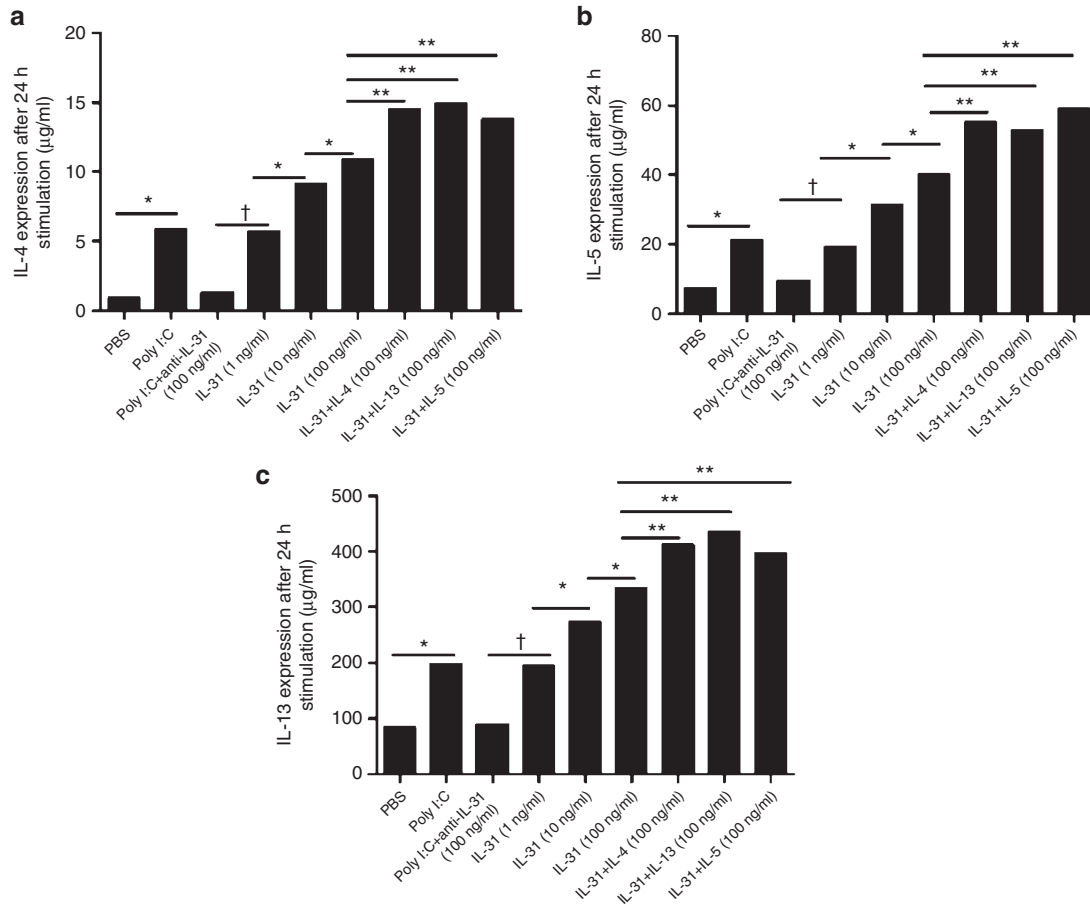 a
IL-4 expression after 24 h
stimulation (μg/ml)
20
15
10
5
0
*
†
*
*
**
**
**
PBS
Poly I:C
Poly I:C+anti-IL-31
(100 ng/ml)
IL-31 (1 ng/ml)
IL-31 (10 ng/ml)
IL-31 (100 ng/ml)
IL-31+IL-4 (100 ng/ml)
IL-31+IL-13 (100 ng/ml)
IL-31+IL-5 (100 ng/ml)
b
IL-5 expression after 24 h
stimulation (μg/ml)
80
60
40
20
0
*
†
*
*
**
**
**
PBS
Poly I:C
Poly I:C+anti-IL-31
(100 ng/ml)
IL-31 (1 ng/ml)
IL-31 (10 ng/ml)
IL-31 (100 ng/ml)
IL-31+IL-4 (100 ng/ml)
IL-31+IL-13 (100 ng/ml)
IL-31+IL-5 (100 ng/ml)
c
IL-13 expression after 24 h
stimulation (μg/ml)
500
400
300
200
100
0
*
†
*
*
**
**
**
PBS
Poly I:C
Poly I:C+anti-IL-31
(100 ng/ml)
IL-31 (1 ng/ml)
IL-31 (10 ng/ml)
IL-31 (100 ng/ml)
IL-31+IL-4 (100 ng/ml)
IL-31+IL-13 (100 ng/ml)
IL-31+IL-5 (100 ng/ml)